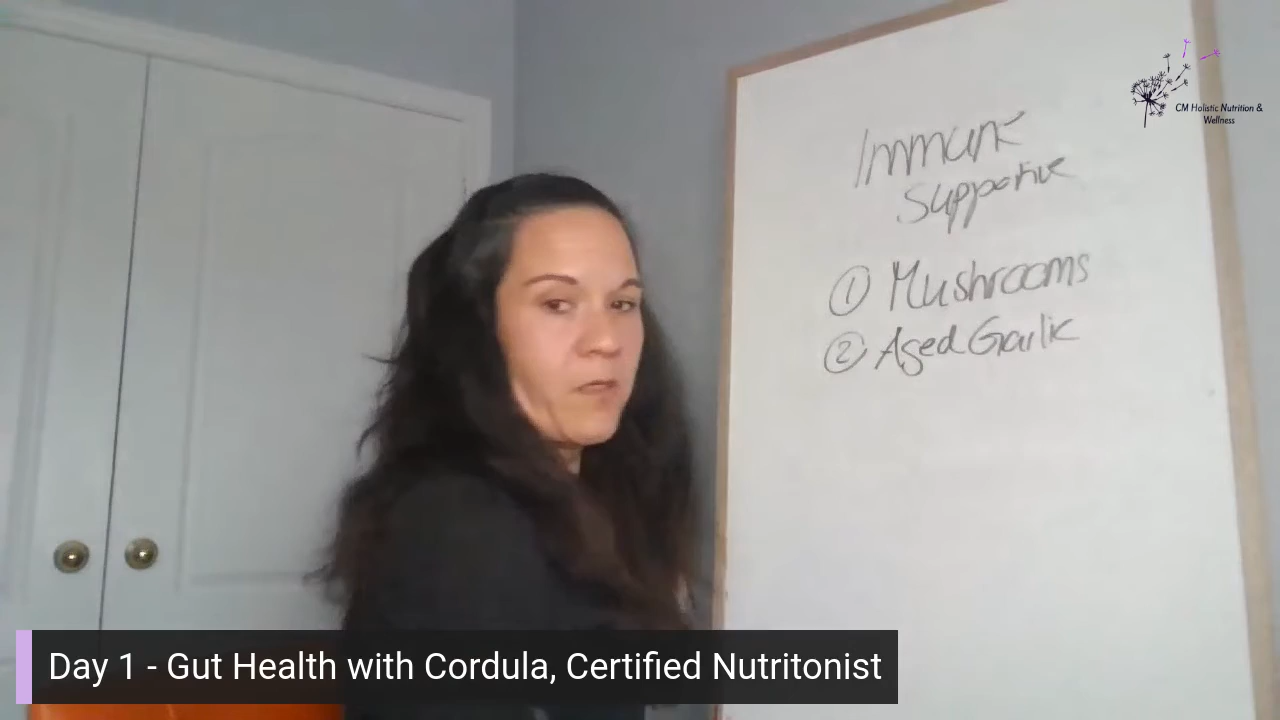 CM Holistic Nutrition &
Wellness
Immune
Supportive
① Mushrooms
② Aged Garlic
Day 1 - Gut Health with Cordula, Certified Nutritonist